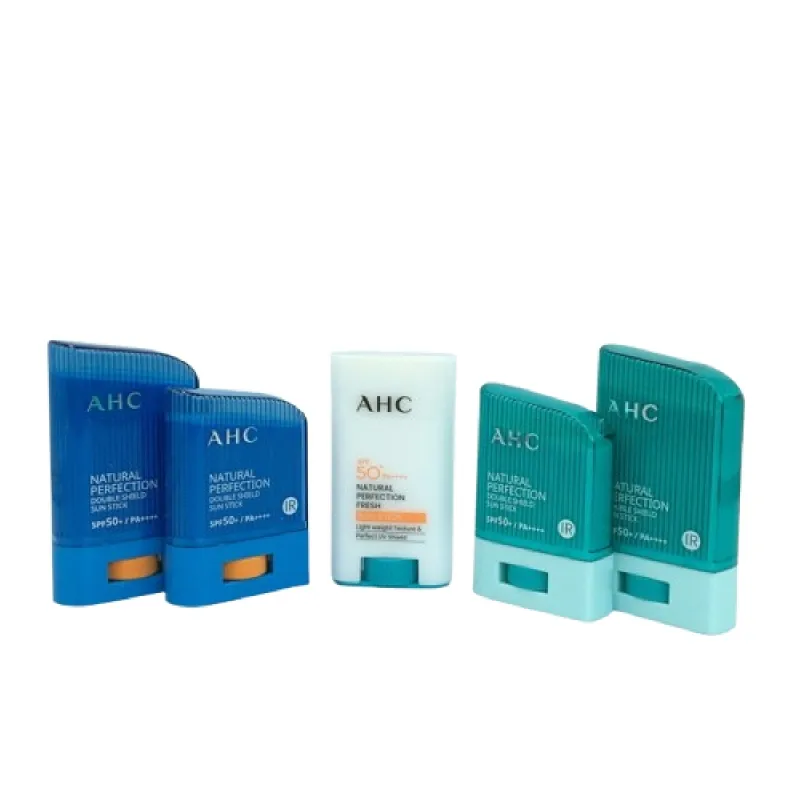 AHC
NATURAL
PERFECTION
DOUBLE SHIELD
SUN STICK
SPF50+ / PA++++
AHC
NATURAL
PERFECTION
DOUBLE SHIELD
SUN STICK
SPF50+ / PA++++
IR
AHC
SPF
50+ PA++++
NATURAL
PERFECTION
FRESH
Light weight Texture &
Perfect UV Shield
AHC
NATURAL
PERFECTION
DOUBLE SHIELD
SUN STICK
SPF50+ / PA++++
IR
AHC
NATURAL
PERFECTION
DOUBLE SHIELD
SUN STICK
SPF50+ / PA++++
IR